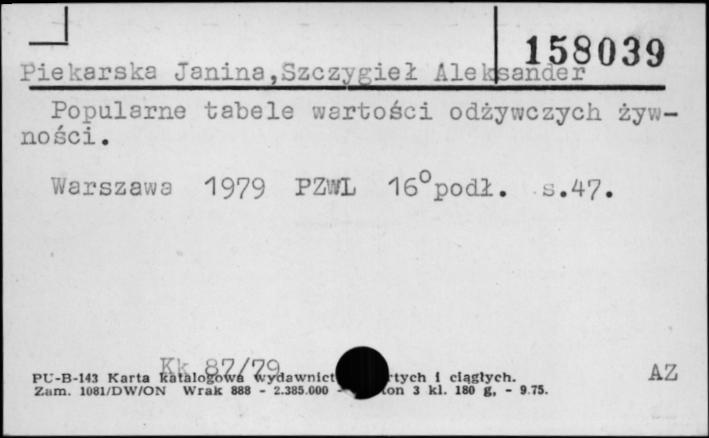 158039
Piekarska Janina,Szczygieł Aleksander
Popularne tabele wartości odżywczych żyw-
ności.
Warszawa 1979 PZWL 16°podł. s.47.
Kk 87/79
AZ
PU-B-143 Karta katalogowa wydawnict rtych i ciągłych.
Zam. 1081/DW/ON Wrak 888 - 2.385.000 - ton 3 kl. 180 g, - 9.75.